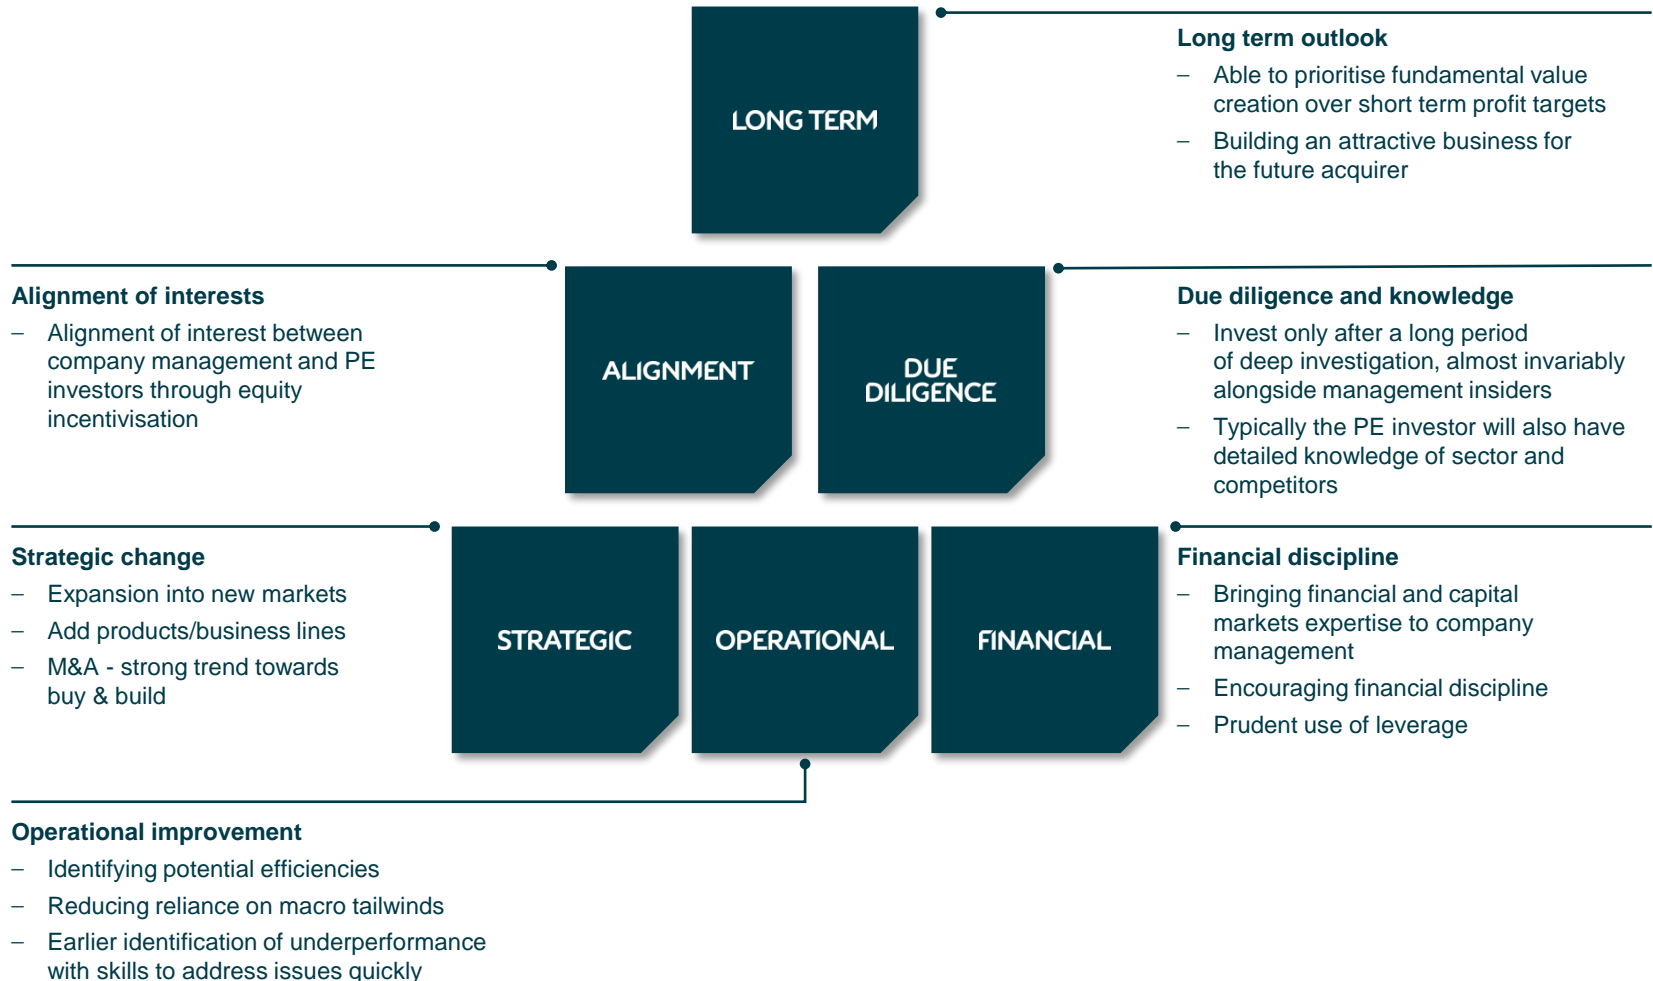 LONG TERM
Long term outlook
– Able to prioritise fundamental value
creation over short term profit targets
– Building an attractive business for
the future acquirer
Alignment of interests
– Alignment of interest between
company management and PE
investors through equity
incentivisation
ALIGNMENT
DUE
DILIGENCE
Due diligence and knowledge
– Invest only after a long period
of deep investigation, almost invariably
alongside management insiders
– Typically the PE investor will also have
detailed knowledge of sector and
competitors
Strategic change
– Expansion into new markets
– Add products/business lines
– M&A - strong trend towards
buy & build
STRATEGIC
OPERATIONAL
FINANCIAL
Financial discipline
– Bringing financial and capital
markets expertise to company
management
– Encouraging financial discipline
– Prudent use of leverage
Operational improvement
– Identifying potential efficiencies
– Reducing reliance on macro tailwinds
– Earlier identification of underperformance
with skills to address issues quickly